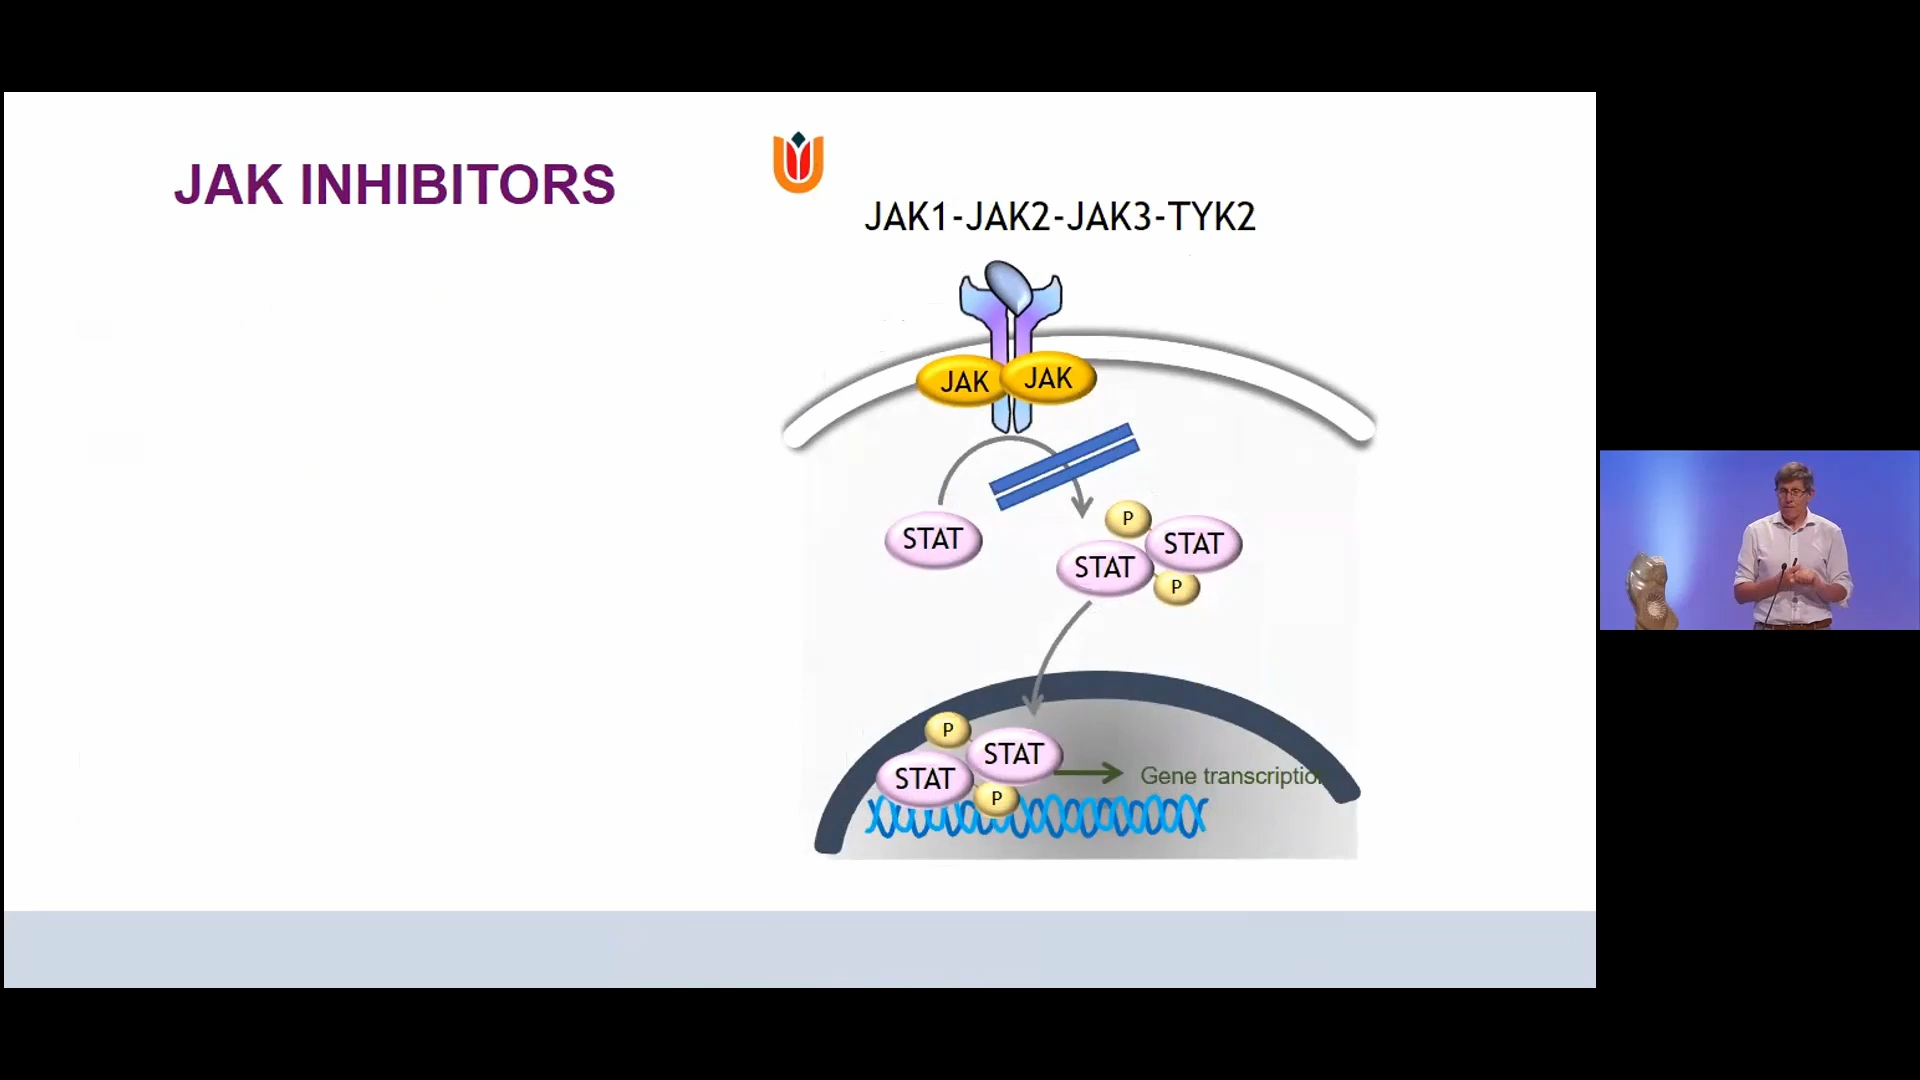 JAK INHIBITORS
JAK1-JAK2-JAK3-TYK2
JAK
JAK
STAT
P
STAT
STAT
P
P
STAT
STAT
P
Gene transcription